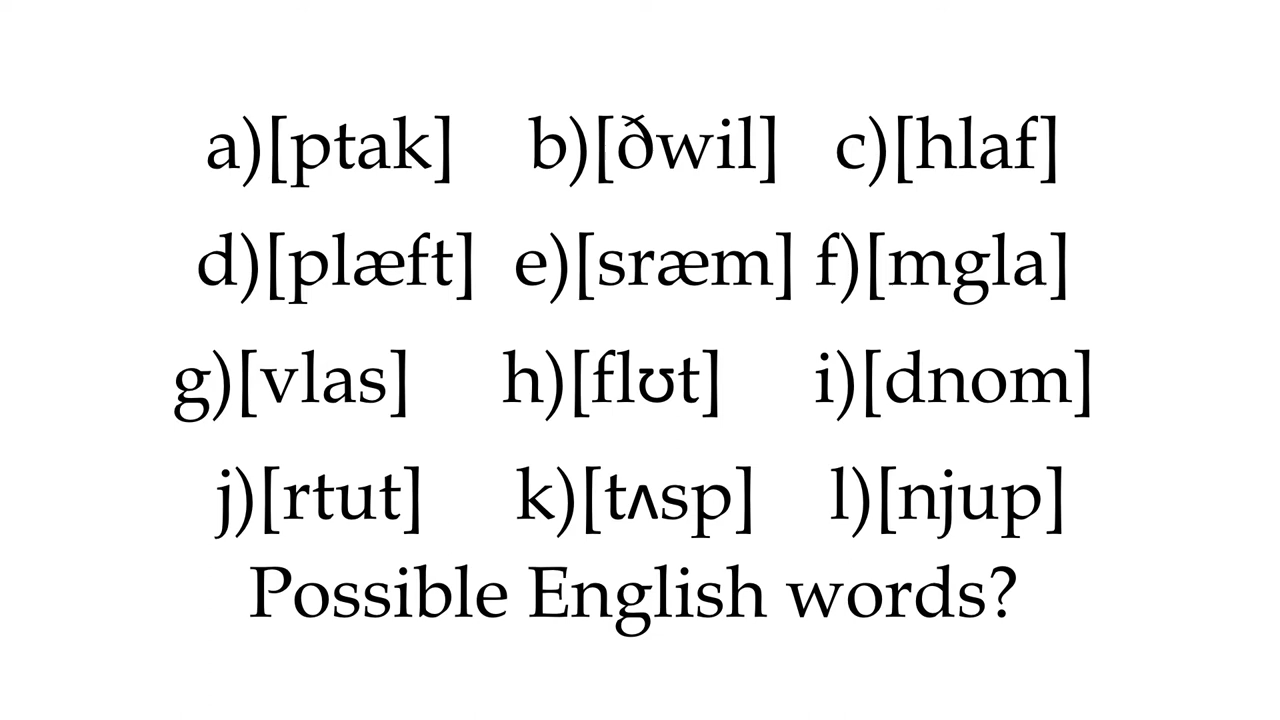 a)[ptak] b)[ðwil] c)[hlaf]
d)[plæft] e)[sræm] f)[mgla]
g)[vlas] h)[flʊt] i)[dnom]
j)[rtut] k)[tʌsp] l)[njup]
Possible English words?